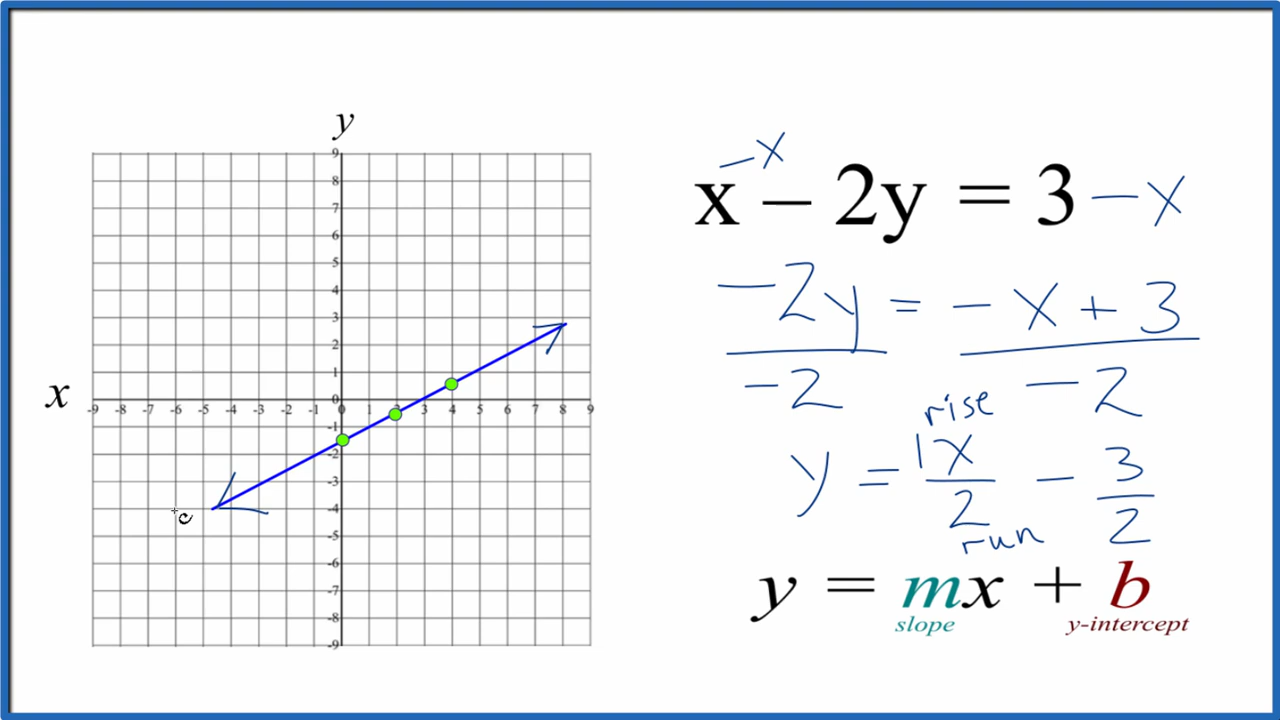 y
9
8
7
6
5
4
3
2
1
x
-9 -8 -7 -6 -5 -4 -3 -2 -1 0 1 2 3 4 5 6 7 8 9
0
-1
-2
-3
-4
-5
-6
-7
-8
-9
-x
x – 2y = 3 -x
-2y = -x + 3
-2 -2
rise
y = 1x - 3
2 2
run
y = mx + b
slope y-intercept